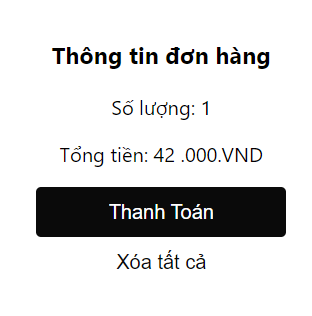 Thông tin đơn hàng
Số lượng: 1
Tổng tiền: 42 .000.VND
Thanh Toán
Xóa tất cả